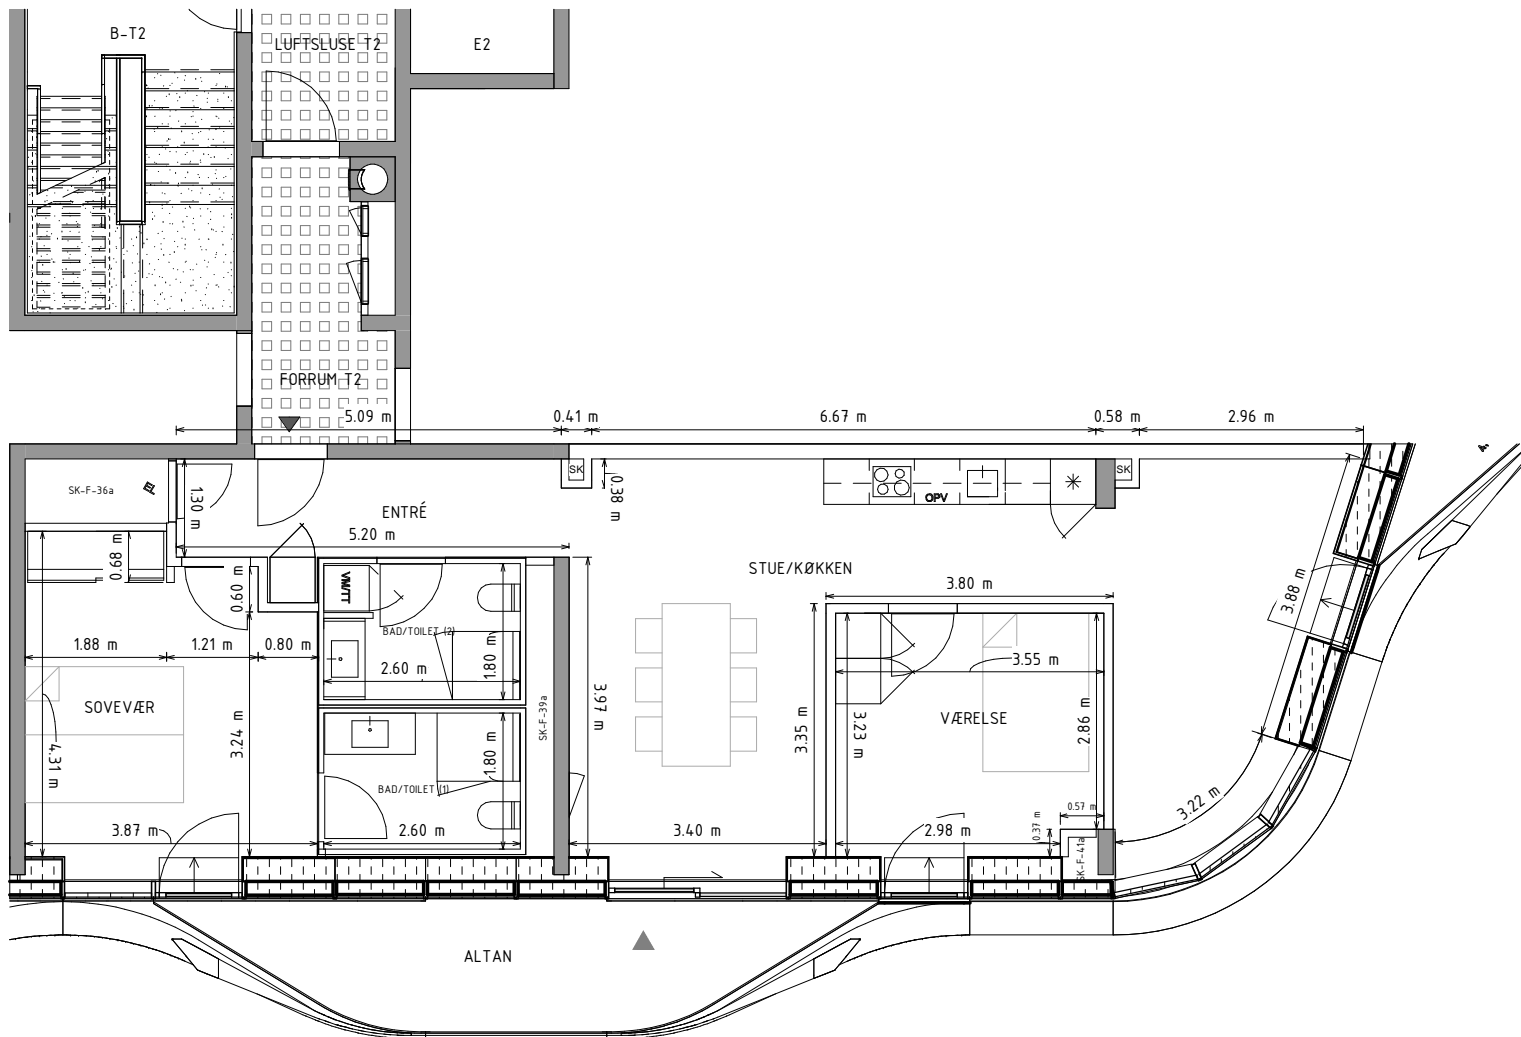 B-T2
LUFTSLUSE T2
E2
FORRUM T2
5.09 m
0.41 m
6.67 m
0.58 m
2.96 m
SK-F-36a
EL
1.30 m
ENTRÉ
SK
0.38 m
OPV
SK
5.20 m
0.68 m
0.60 m
VM/TT
STUE/KØKKEN
3.80 m
3.88 m
1.88 m
1.21 m
0.80 m
BAD/TOILET (2)
2.60 m
1.80 m
3.55 m
SOVEVÆR
4.31 m
3.24 m
SK-F-39a
3.97 m
3.35 m
3.23 m
VÆRELSE
2.86 m
BAD/TOILET (1)
1.80 m
3.22 m
0.57 m
0.37 m
3.87 m
2.60 m
3.40 m
2.98 m
SK-F-41a
ALTAN